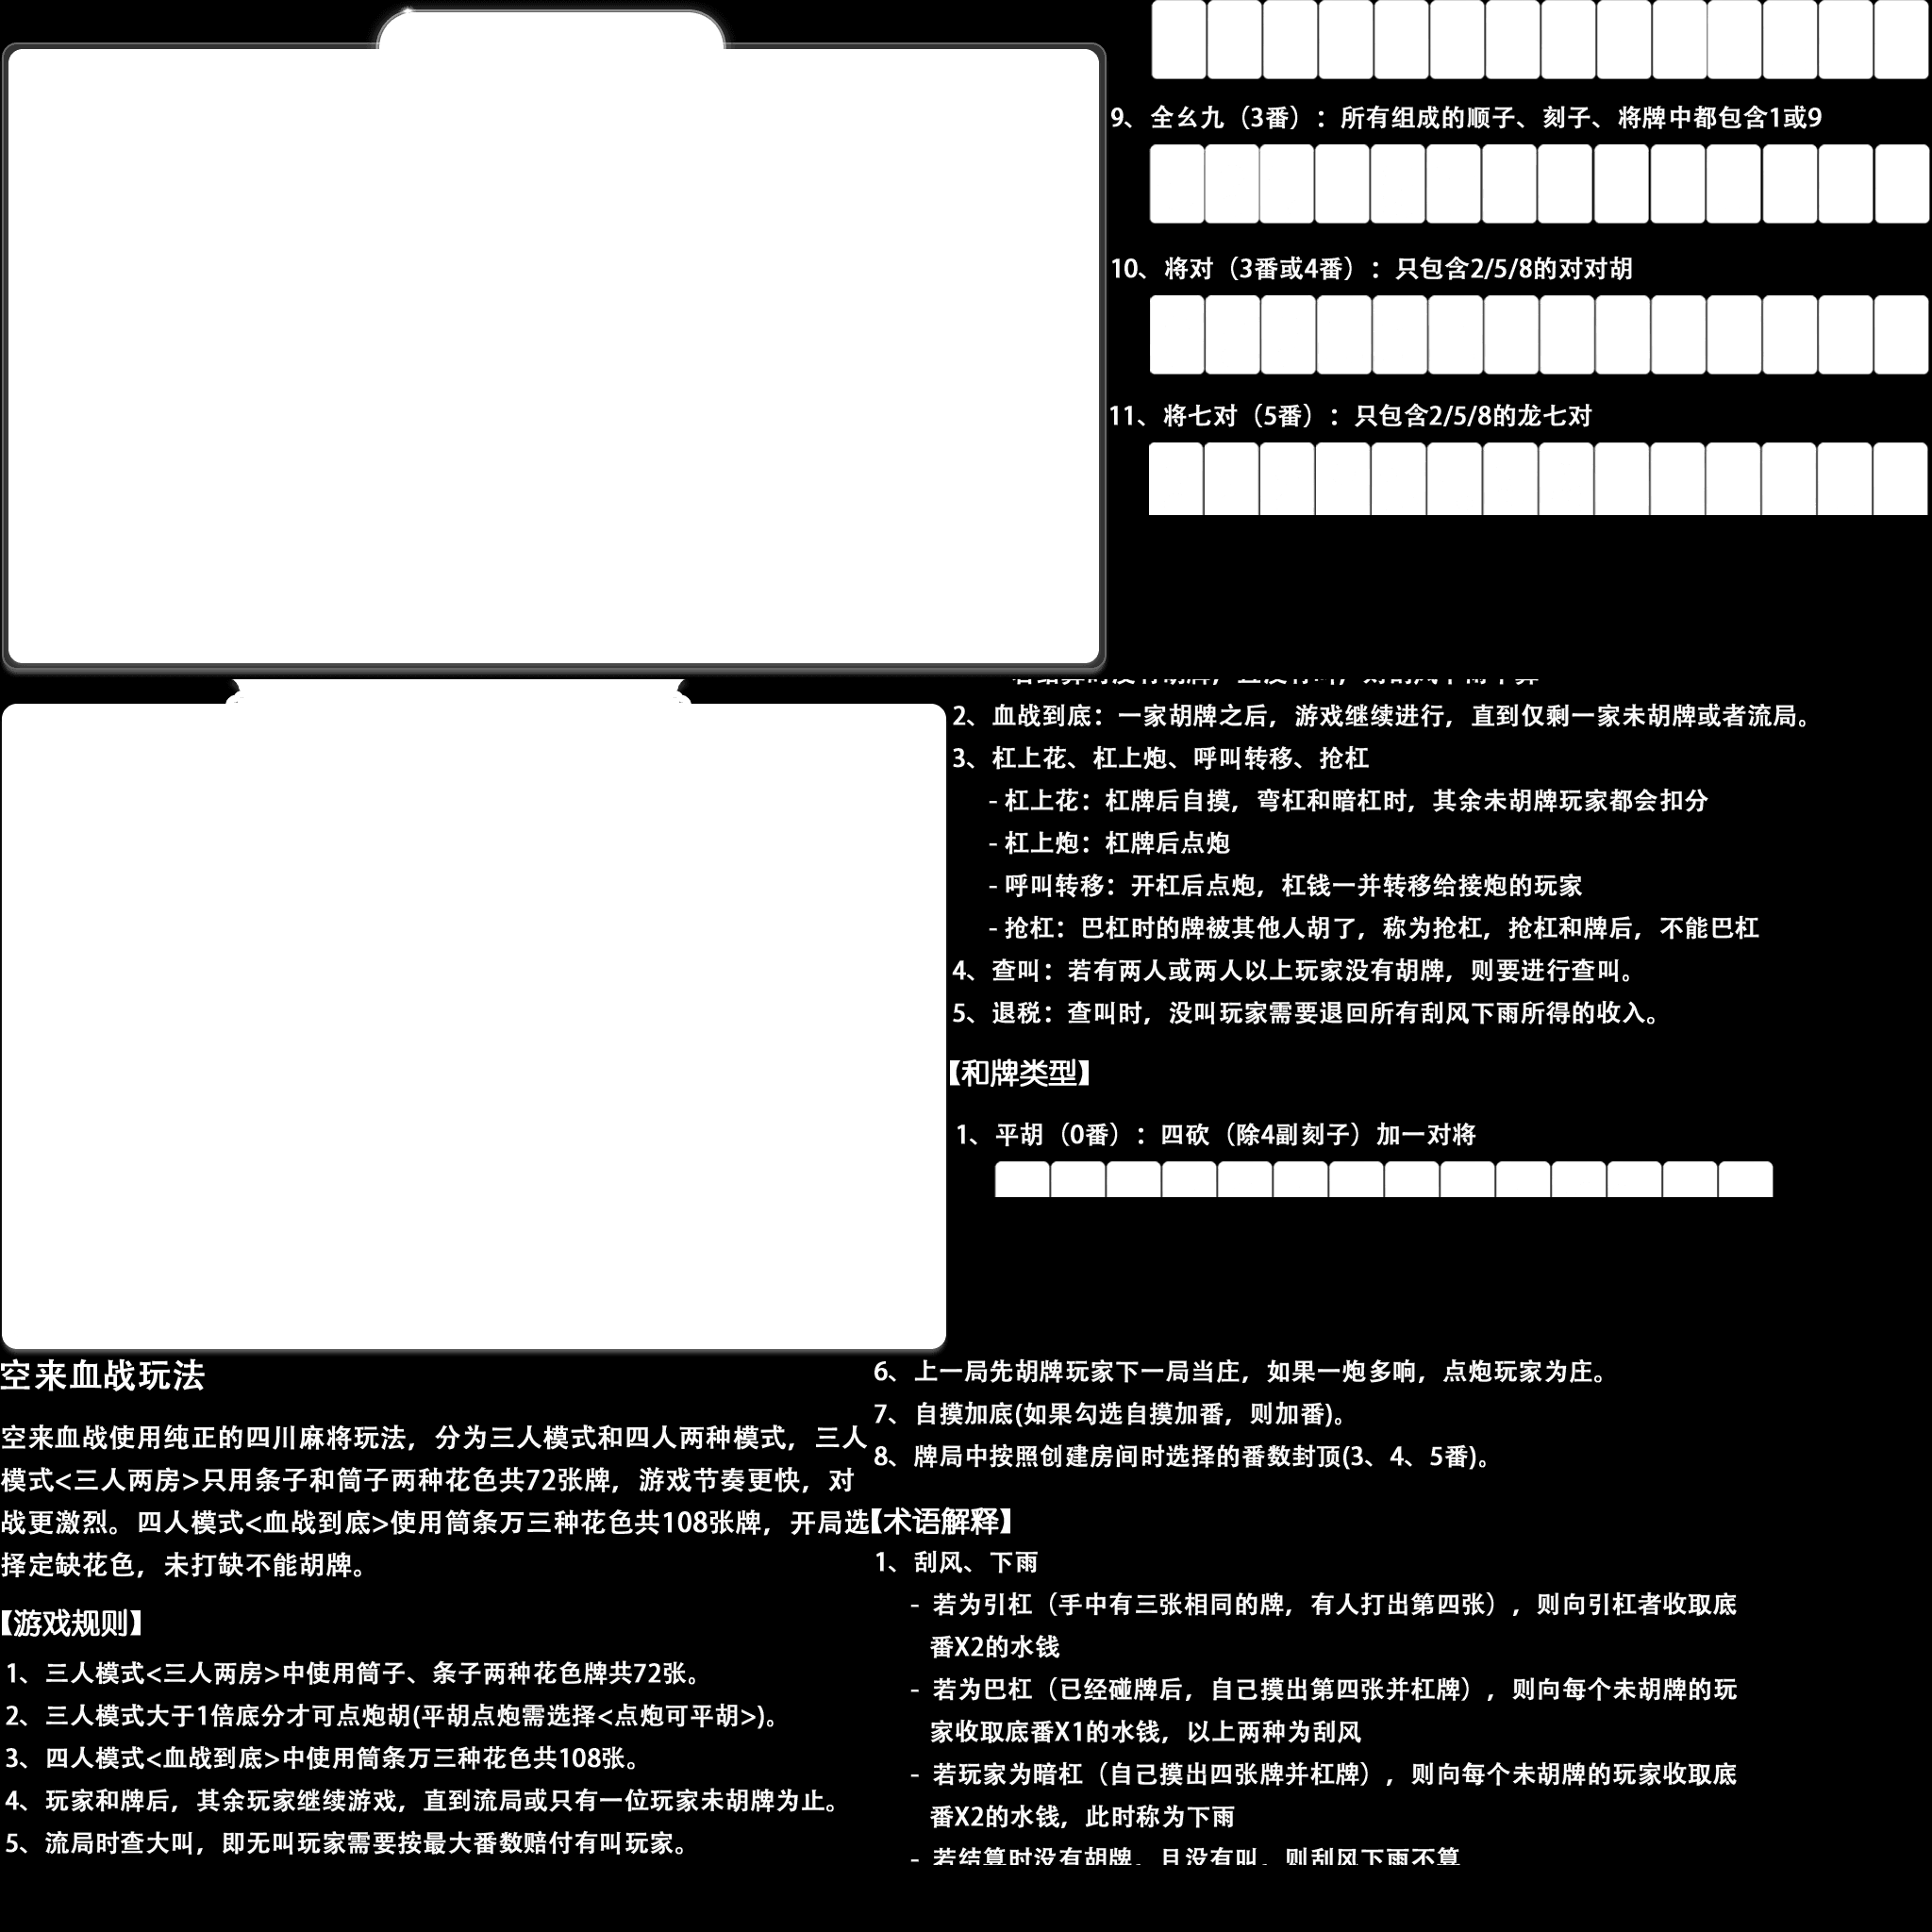 9、全幺九（3番）：所有组成的顺子、刻子、将牌中都包含1或9
10、将对（3番或4番）：只包含2/5/8的对对胡
11、将七对（5番）：只包含2/5/8的龙七对
2、血战到底：一家胡牌之后，游戏继续进行，直到仅剩一家未胡牌或者流局。
3、杠上花、杠上炮、呼叫转移、抢杠
- 杠上花：杠牌后自摸，弯杠和暗杠时，其余未胡牌玩家都会扣分
- 杠上炮：杠牌后点炮
- 呼叫转移：开杠后点炮，杠钱一并转移给接炮的玩家
- 抢杠：巴杠时的牌被其他人胡了，称为抢杠，抢杠和牌后，不能巴杠
4、查叫：若有两人或两人以上玩家没有胡牌，则要进行查叫。
5、退税：查叫时，没叫玩家需要退回所有刮风下雨所得的收入。
【和牌类型】
1、平胡（0番）：四砍（除4副刻子）加一对将
空来血战玩法
空来血战使用纯正的四川麻将玩法，分为三人模式和四人两种模式，三人
模式<三人两房>只用条子和筒子两种花色共72张牌，游戏节奏更快，对
战更激烈。四人模式<血战到底>使用筒条万三种花色共108张牌，开局选
择定缺花色，未打缺不能胡牌。
【游戏规则】
1、三人模式<三人两房>中使用筒子、条子两种花色牌共72张。
2、三人模式大于1倍底分才可点炮胡(平胡点炮需选择<点炮可平胡>)。
3、四人模式<血战到底>中使用筒条万三种花色共108张。
4、玩家和牌后，其余玩家继续游戏，直到流局或只有一位玩家未胡牌为止。
5、流局时查大叫，即无叫玩家需要按最大番数赔付有叫玩家。
6、上一局先胡牌玩家下一局当庄，如果一炮多响，点炮玩家为庄。
7、自摸加底(如果勾选自摸加番，则加番)。
8、牌局中按照创建房间时选择的番数封顶(3、4、5番)。
【术语解释】
1、刮风、下雨
- 若为引杠（手中有三张相同的牌，有人打出第四张），则向引杠者收取底
番X2的水钱
- 若为巴杠（已经碰牌后，自己摸出第四张并杠牌），则向每个未胡牌的玩
家收取底番X1的水钱，以上两种为刮风
- 若玩家为暗杠（自己摸出四张牌并杠牌），则向每个未胡牌的玩家收取底
番X2的水钱，此时称为下雨
- 若结算时没有胡牌，且没有叫，则刮风下雨不算